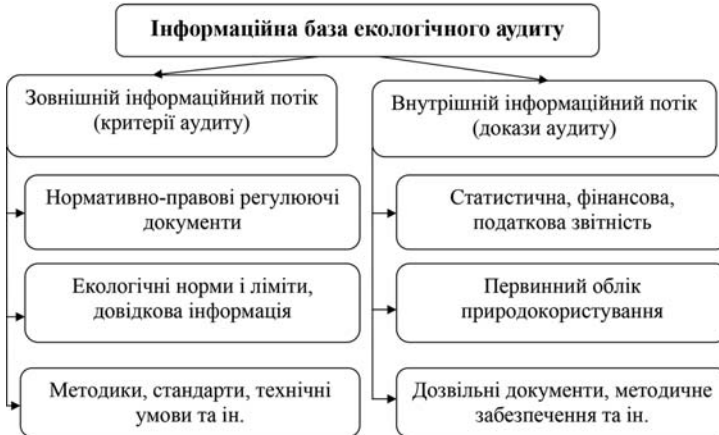 Інформаційна база екологічного аудиту
Зовнішній інформаційний потік
(критерії аудиту)
Внутрішній інформаційний потік
(докази аудиту)
Нормативно-правові регулюючі
документи
Статистична, фінансова,
податкова звітність
Екологічні норми і ліміти,
довідкова інформація
Первинний облік
природокористування
Методики, стандарти, технічні
умови та ін.
Дозвільні документи, методичне
забезпечення та ін.